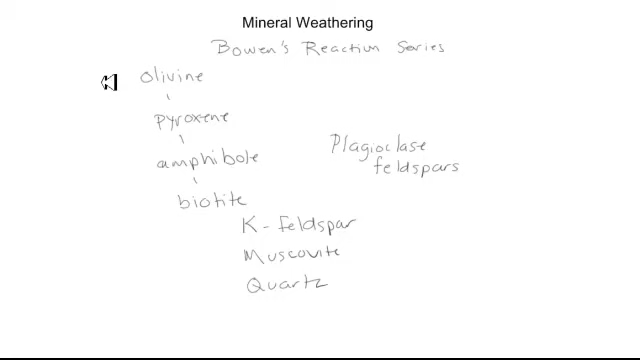 Mineral Weathering
Bowen's Reaction Series
olivine
pyroxene
amphibole
biotite
Plagioclase
feldspars
K-feldspar
Muscovite
Quartz